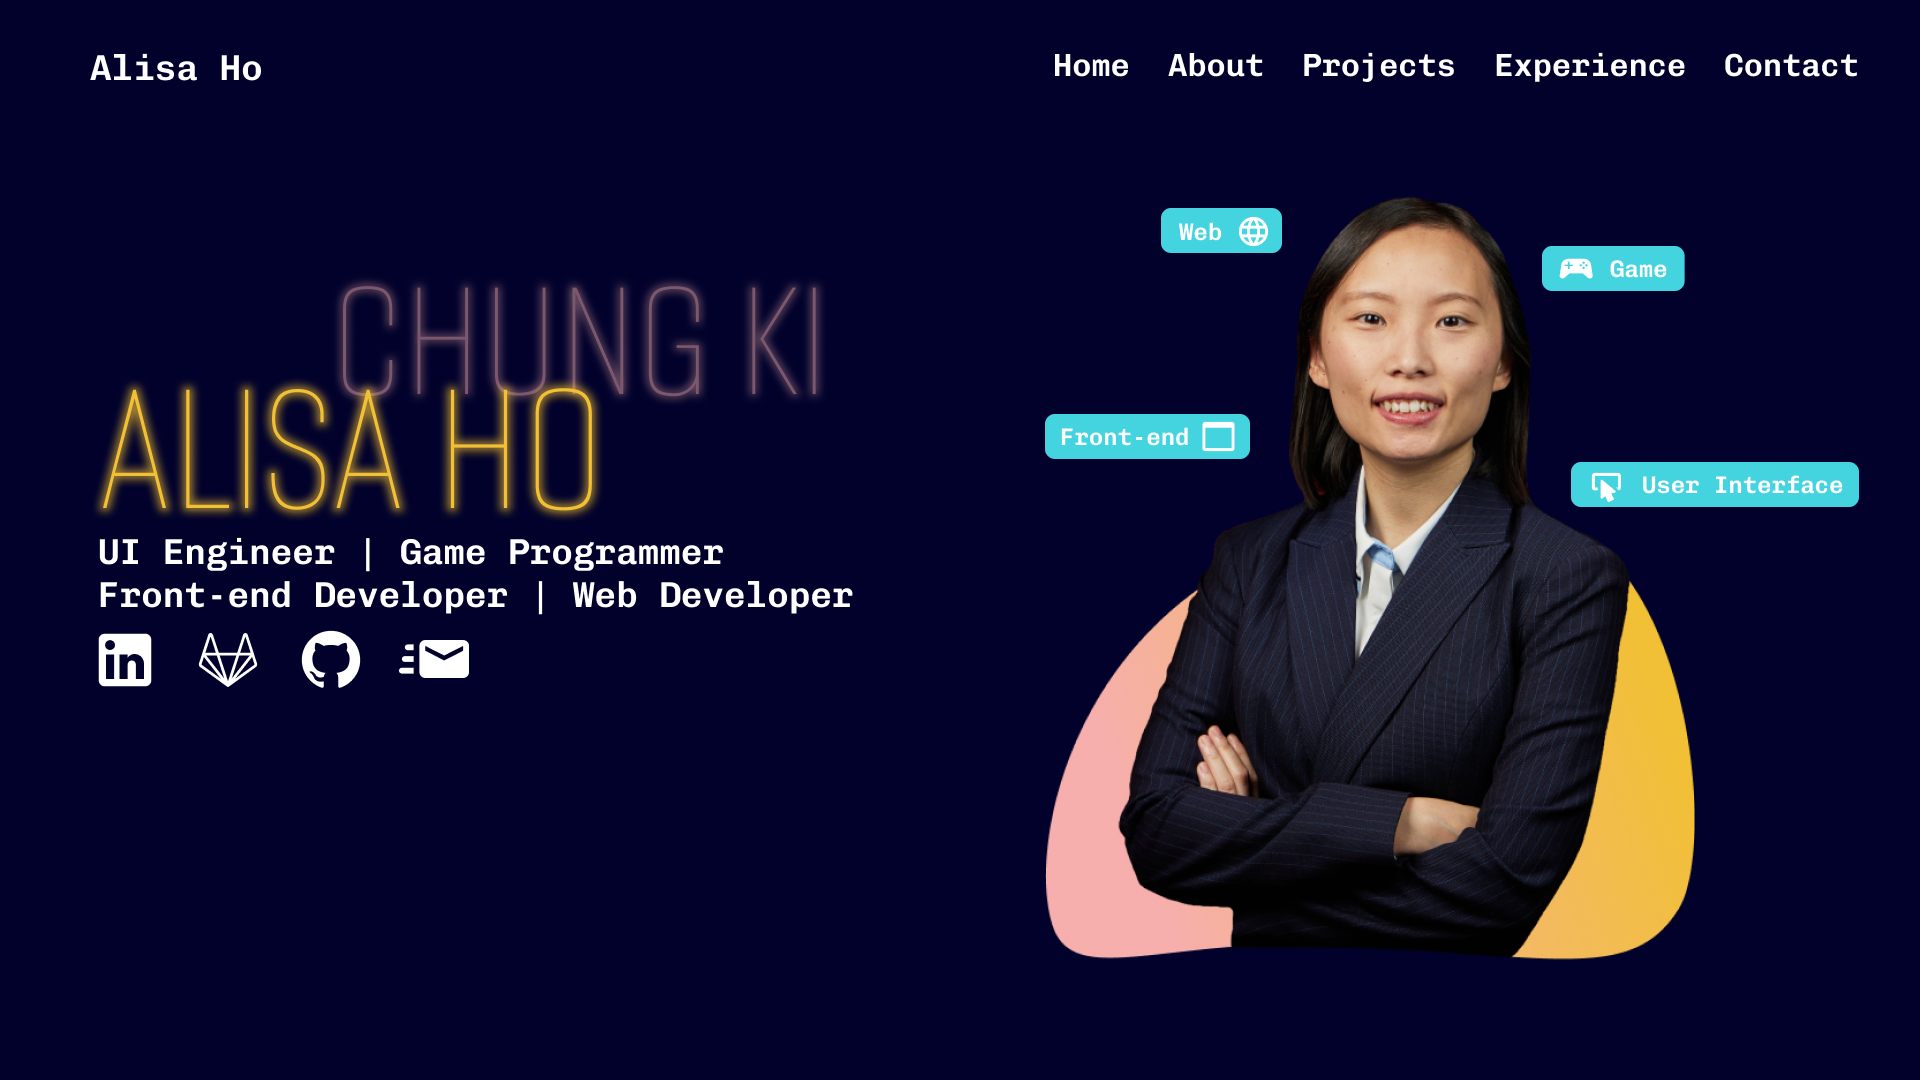 Alisa Ho
Home About Projects Experience Contact
CHUNG KI
ALISA HO
UI Engineer | Game Programmer
Front-end Developer | Web Developer
in
Web
Game
Front-end
User Interface